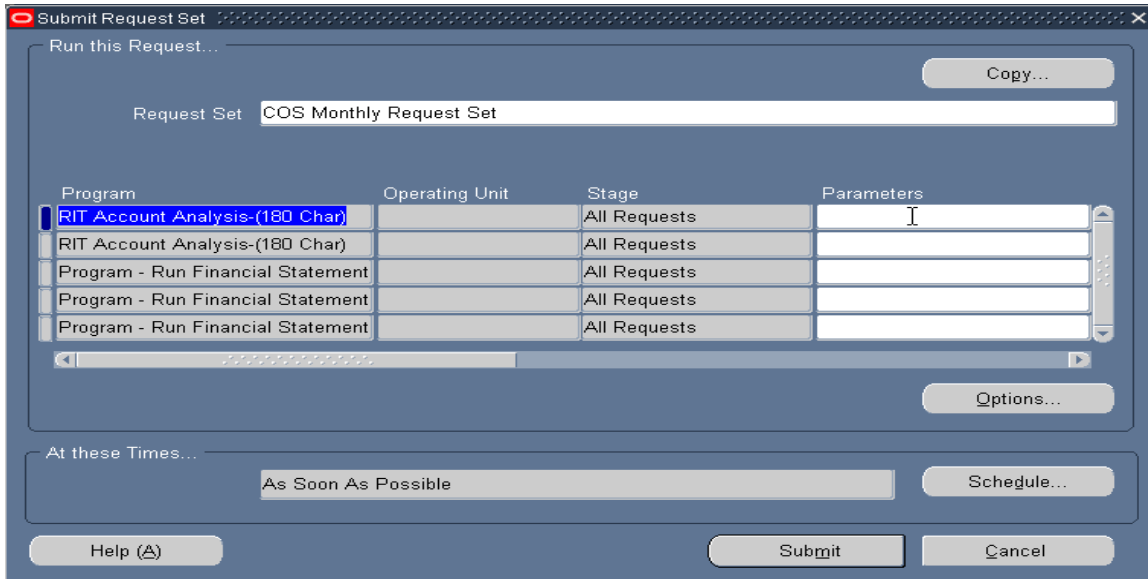 Submit Request Set
Run this Request...
Copy...
Request Set COS Monthly Request Set
Program Operating Unit Stage Parameters
RIT Account Analysis-(180 Char) All Requests
RIT Account Analysis-(180 Char) All Requests
Program - Run Financial Statement All Requests
Program - Run Financial Statement All Requests
Program - Run Financial Statement All Requests
Options...
At these Times...
As Soon As Possible Schedule...
Help (A) Submit Cancel